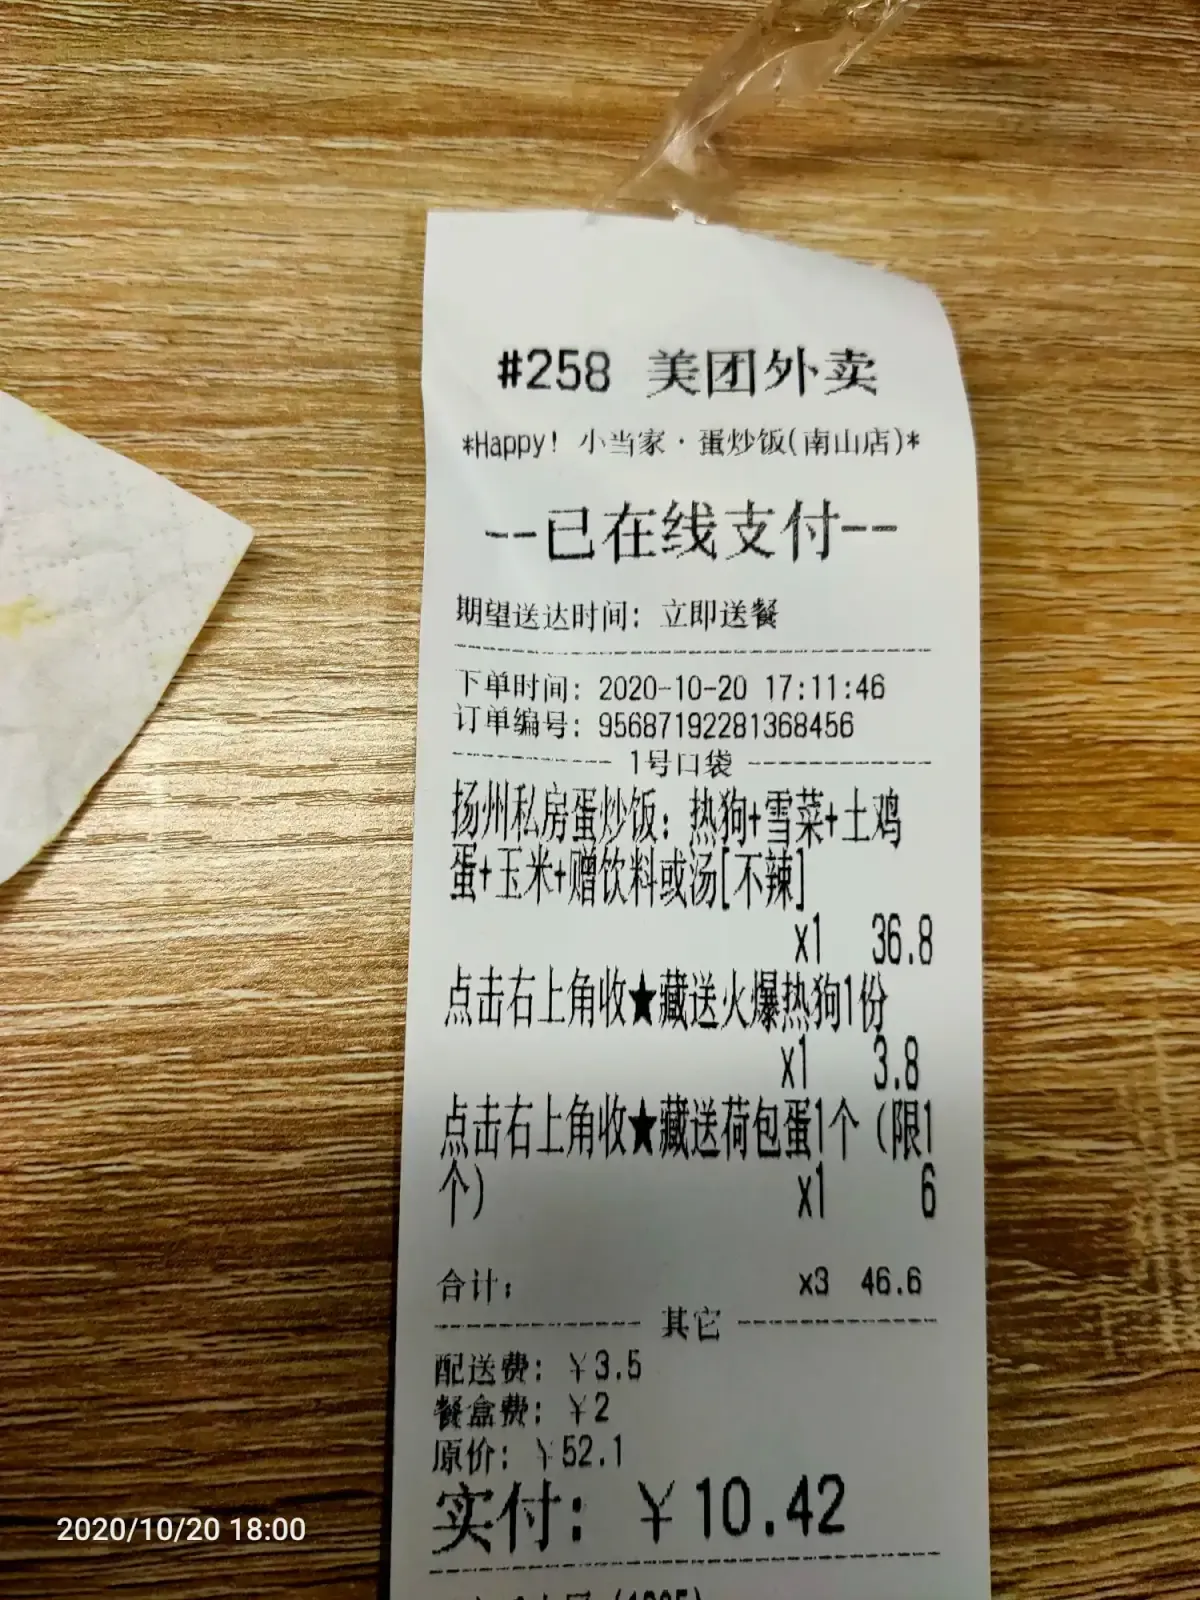 #258 美团外卖
*Happy! 小当家·蛋炒饭(南山店)*
--已在线支付--
期望送达时间: 立即送餐
下单时间: 2020-10-20 17:11:46
订单编号: 95687192281368456
1号口袋
扬州私房蛋炒饭: 热狗+雪菜+土鸡
蛋+玉米+赠饮料或汤[不辣]
x1 36.8
点击右上角收★藏送火爆热狗1份
x1 3.8
点击右上角收★藏送荷包蛋1个 (限1
个) x1 6
合计: x3 46.6
其它
配送费: ￥3.5
餐盒费: ￥2
原价: ￥52.1
实付: ￥10.42
2020/10/20 18:00